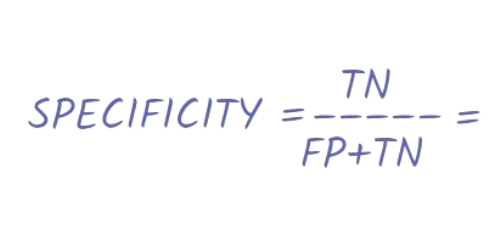 TN
SPECIFICITY = ----- =
FP+TN